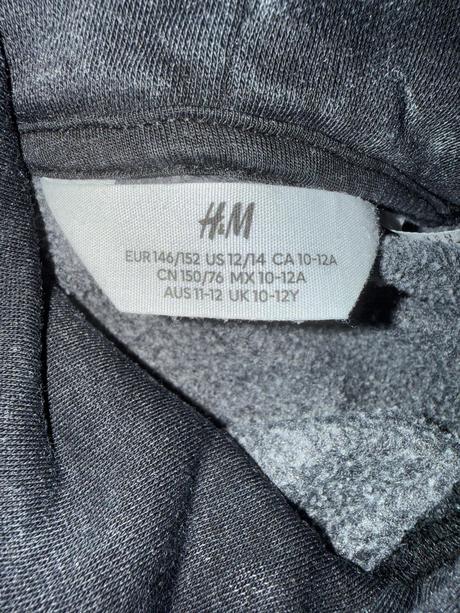 H&M
EUR 146/152 US 12/14 CA 10-12A
CN 150/76 MX 10-12A
AUS 11-12 UK 10-12Y